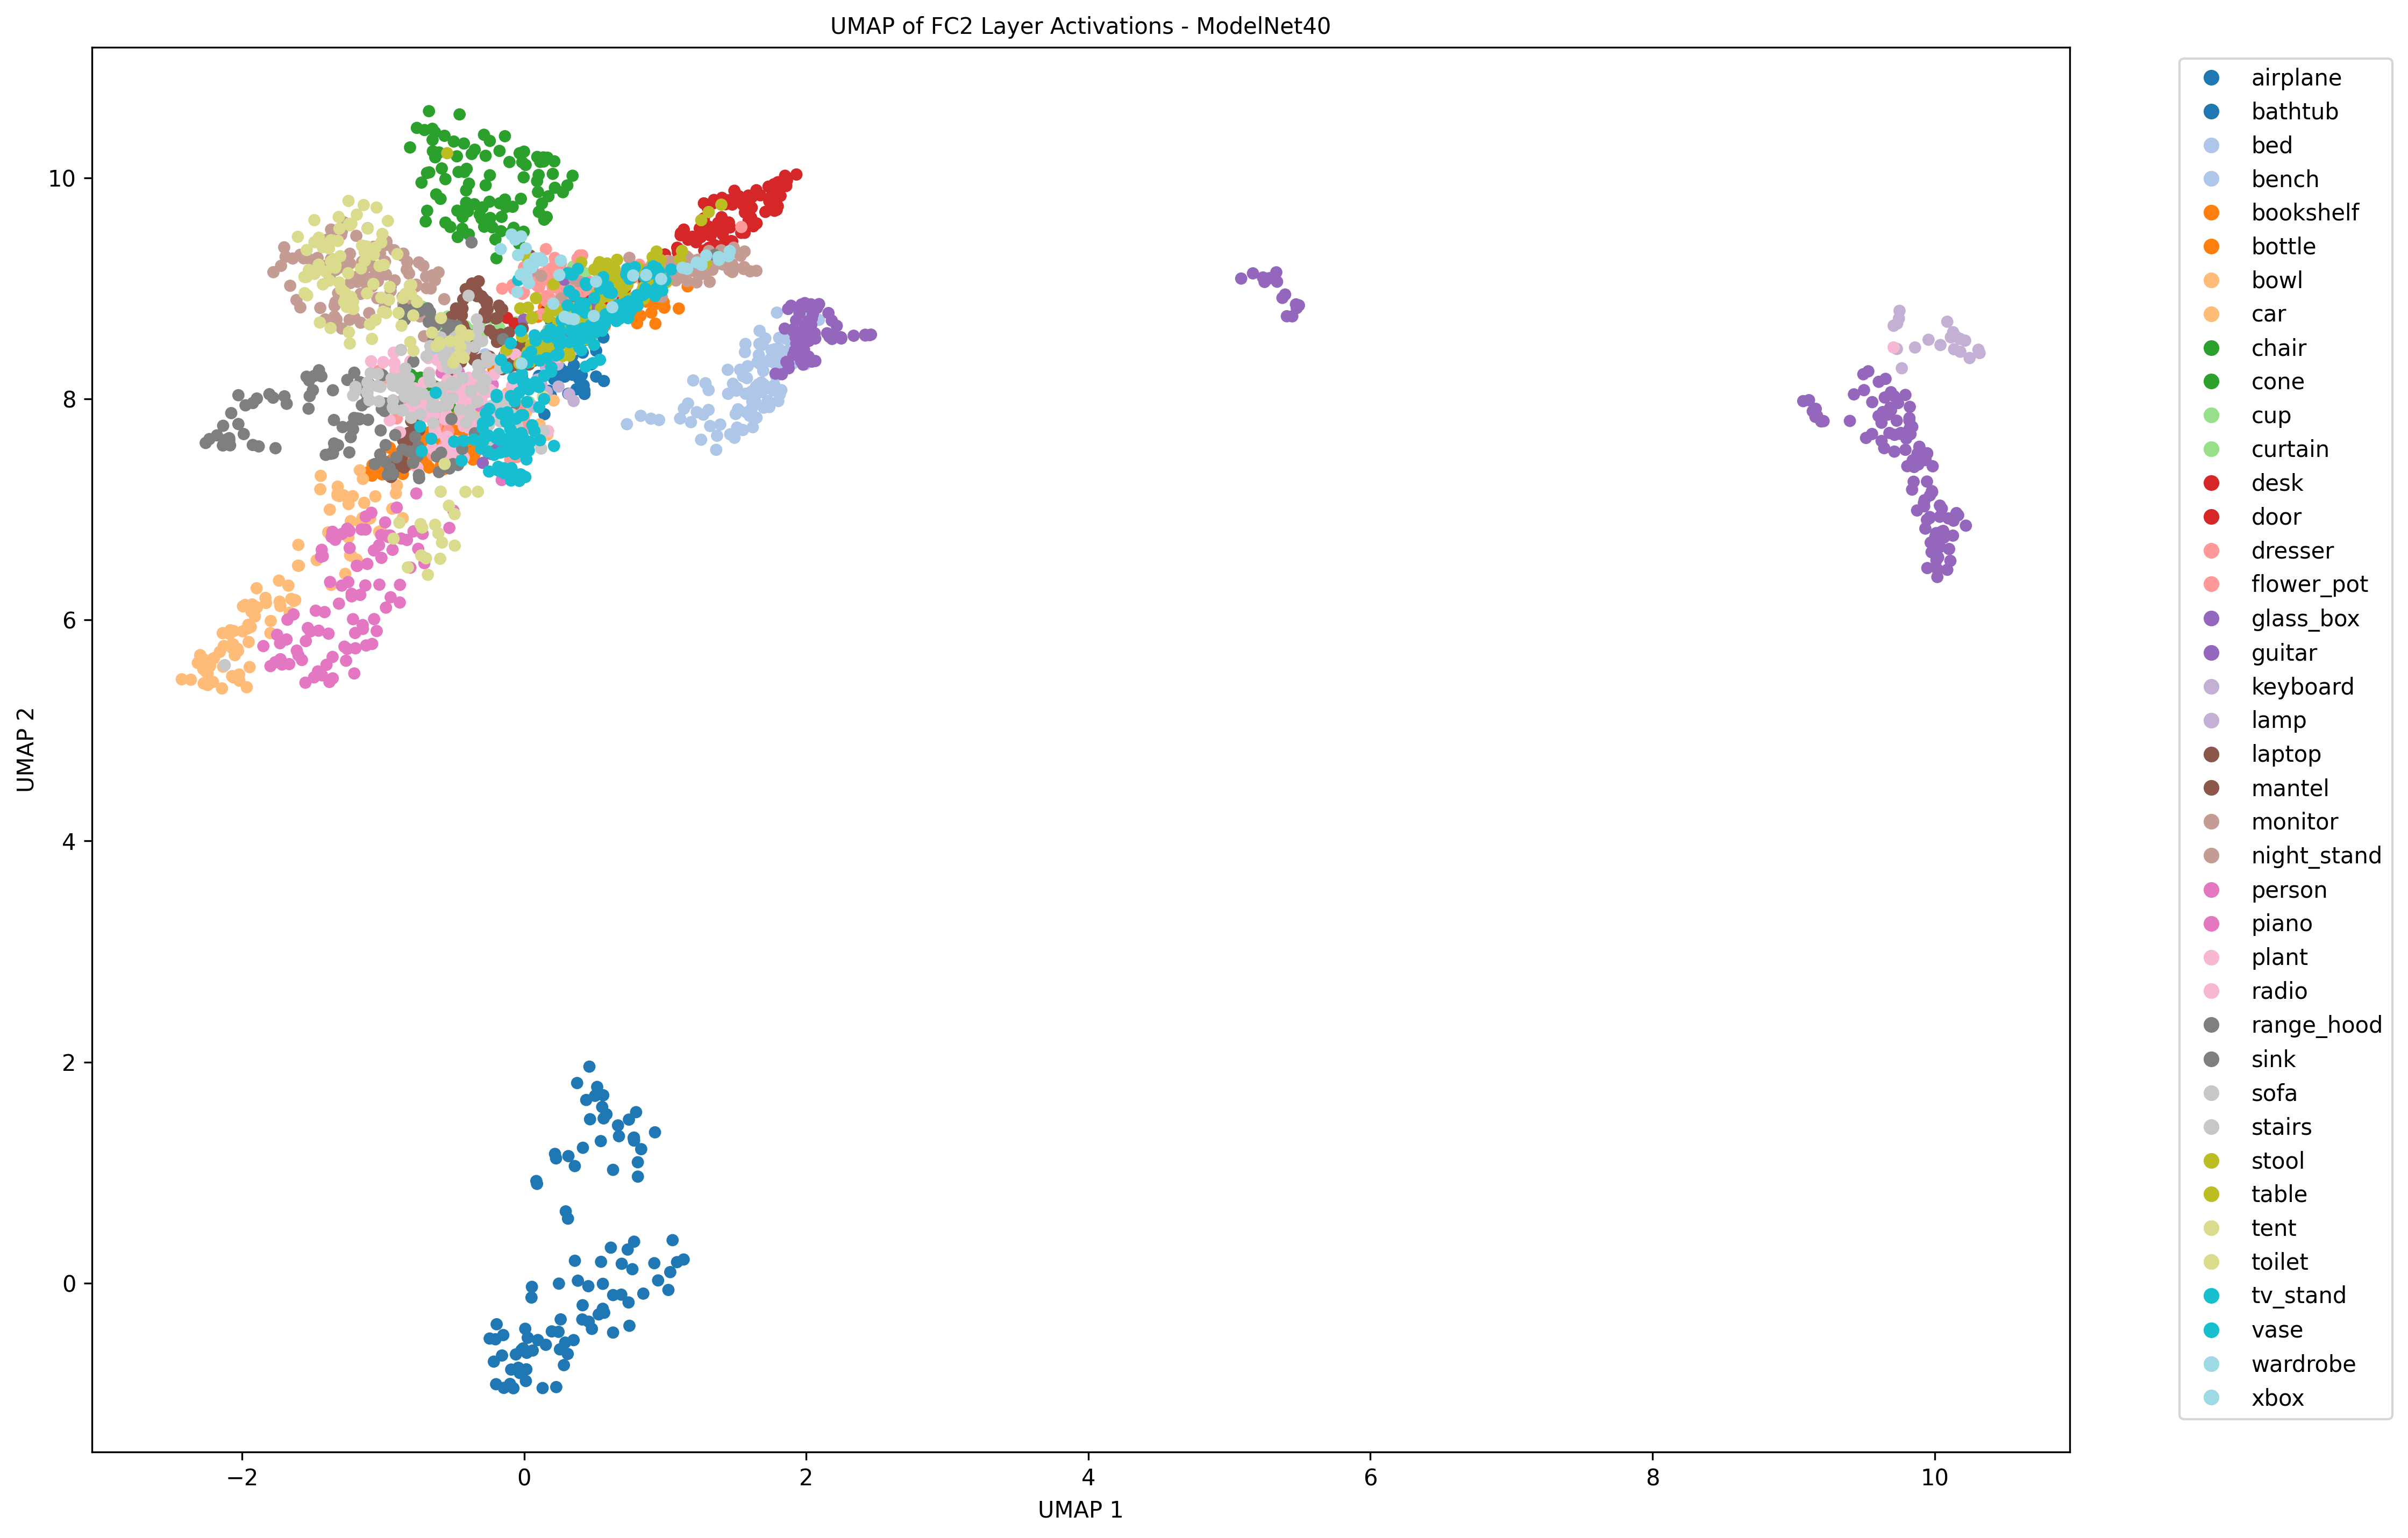 UMAP of FC2 Layer Activations - ModelNet40
10
8
6
4
2
0
UMAP 2
−2
0
2
4
6
8
10
UMAP 1
airplane
bathtub
bed
bench
bookshelf
bottle
bowl
car
chair
cone
cup
curtain
desk
door
dresser
flower_pot
glass_box
guitar
keyboard
lamp
laptop
mantel
monitor
night_stand
person
piano
plant
radio
range_hood
sink
sofa
stairs
stool
table
tent
toilet
tv_stand
vase
wardrobe
xbox